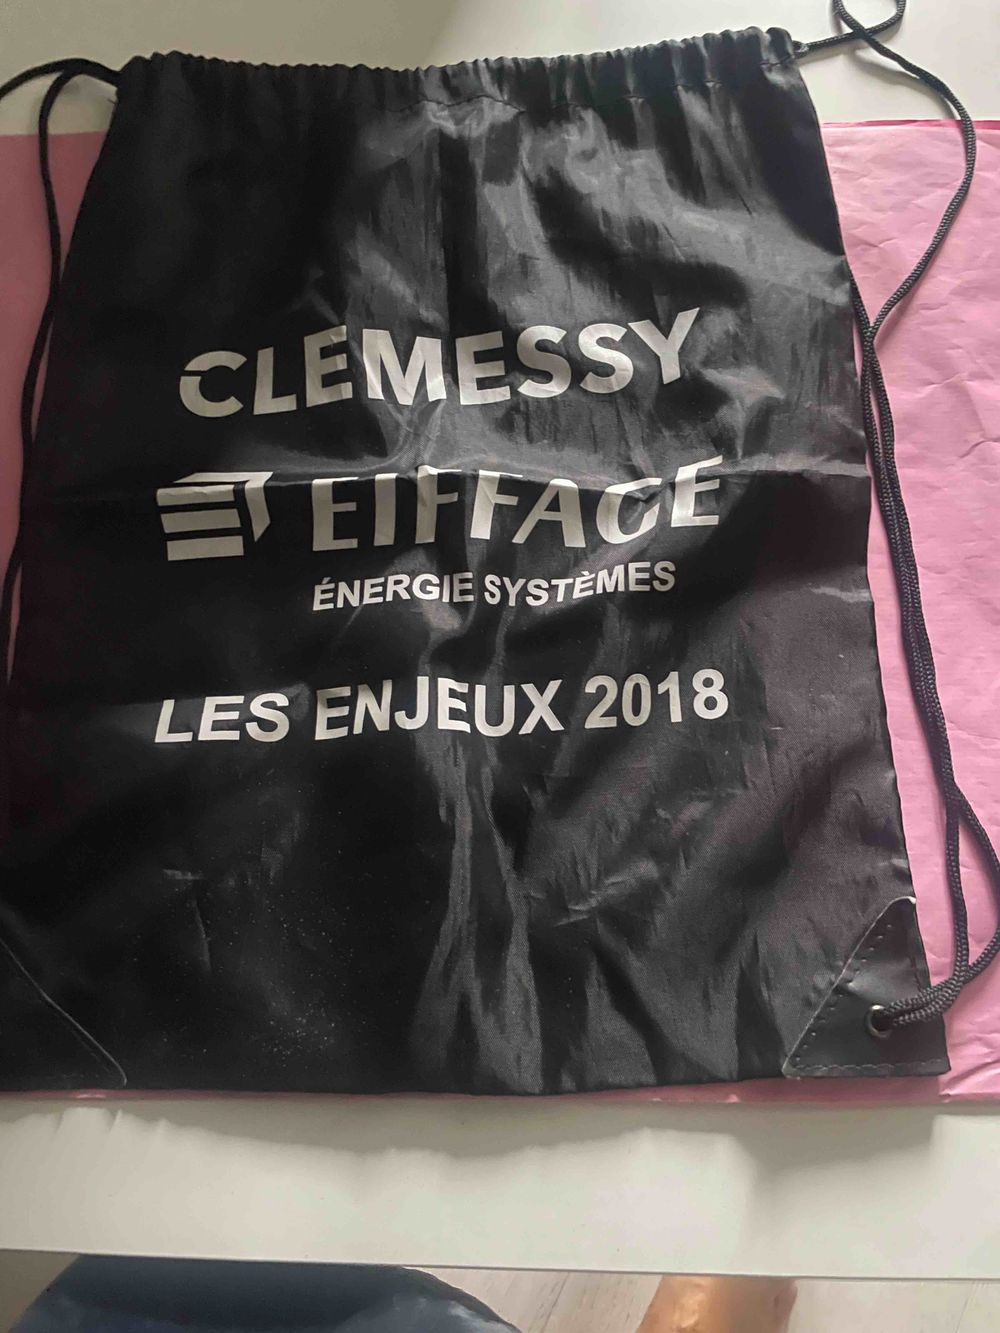 CLEMESSY
EIFFAGE
ÉNERGIE SYSTÈMES
LES ENJEUX 2018